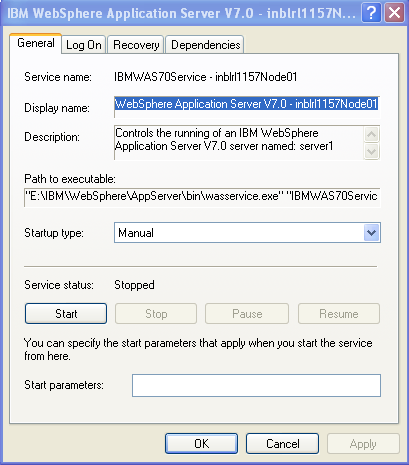 IBM WebSphere Application Server V7.0 - inblrl1157N...
General Log On Recovery Dependencies
Service name: IBMWAS70Service - inblrl1157Node01
Display name: WebSphere Application Server V7.0 - inblrl1157Node01
Description: Controls the running of an IBM WebSphere
Application Server V7.0 server named: server1
Path to executable:
"E:\IBM\WebSphere\AppServer\bin\wasservice.exe" "IBMWAS70Servic
Startup type: Manual
Service status: Stopped
Start Stop Pause Resume
You can specify the start parameters that apply when you start the service
from here.
Start parameters:
OK Cancel Apply